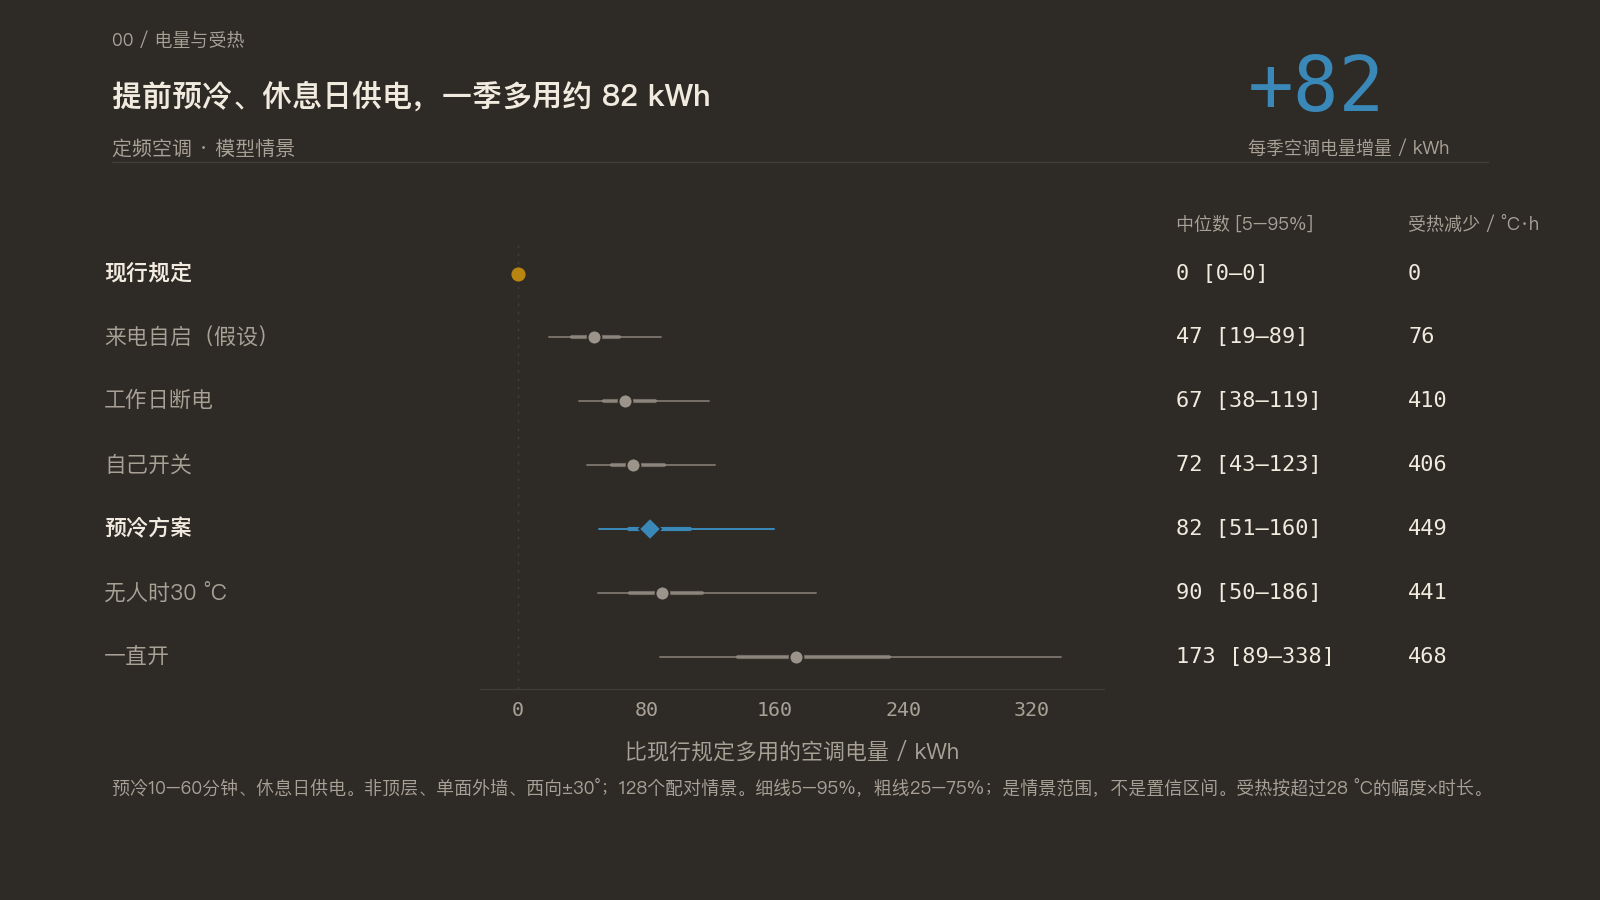 00 / 电量与受热
提前预冷、休息日供电，一季多用约 82 kWh
定频空调 · 模型情景
+82
每季空调电量增量 / kWh
中位数 [5–95%] 受热减少 / °C·h
现行规定 0 [0–0] 0
来电自启（假设） 47 [19–89] 76
工作日断电 67 [38–119] 410
自己开关 72 [43–123] 406
预冷方案 82 [51–160] 449
无人时30 °C 90 [50–186] 441
一直开 173 [89–338] 468
0 80 160 240 320
比现行规定多用的空调电量 / kWh
预冷10–60分钟、休息日供电。非顶层、单面外墙、西向±30°；128个配对情景。细线5–95%，粗线25–75%；是情景范围，不是置信区间。受热按超过28 °C的幅度×时长。